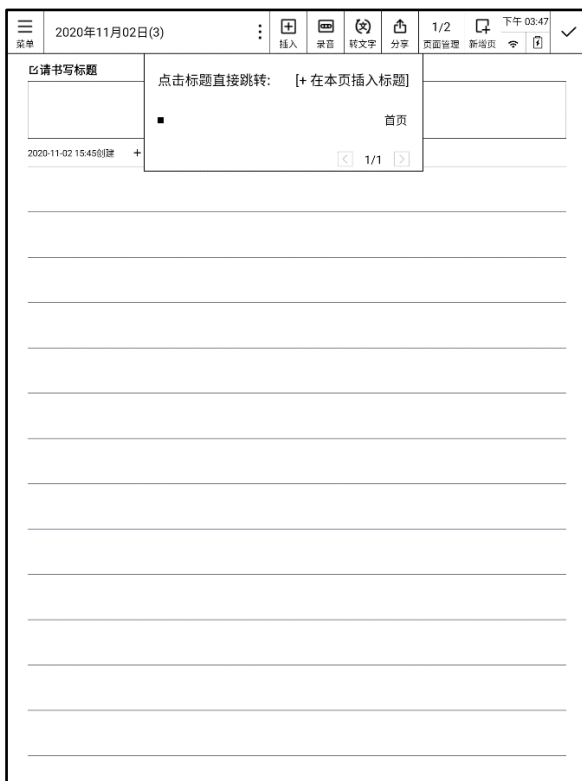 菜单 2020年11月02日(3) 插入 录音 转文字 分享 1/2 页面管理 新增页 下午 03:47
请书写标题
点击标题直接跳转: [+ 在本页插入标题]
■ 首页
2020-11-02 15:45创建 +
< 1/1 >